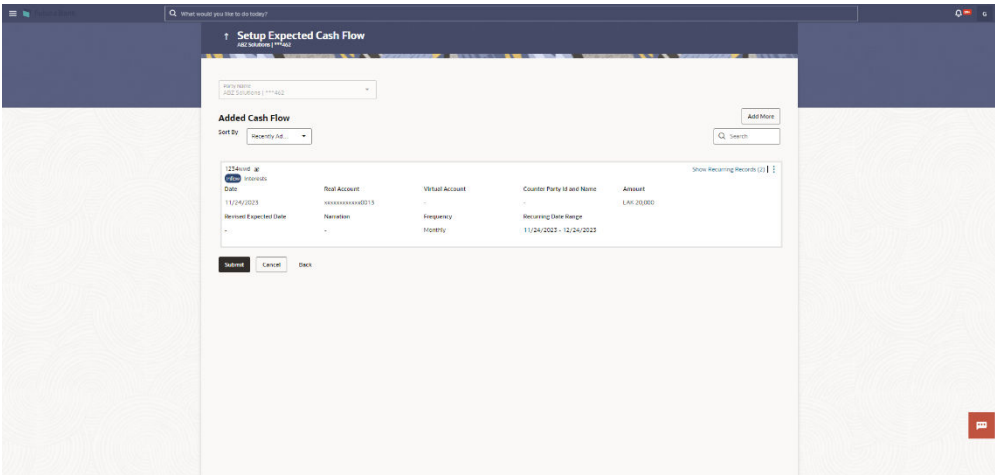 What would you like to do today?
G
Setup Expected Cash Flow
ABZ Solutions | ***462
Party Name
ABZ Solutions | ***462
Added Cash Flow
Add More
Sort By
Recently Ad...
Search
Show Recurring Records (2)
Inflow Interests
Date Real Account Virtual Account Counter Party Id and Name Amount
11/24/2023 xxxxxxxxxxxx0015 - - LAK 20,000
Revised Expected Date Narration Frequency Recurring Date Range
- - Monthly 11/24/2023 - 12/24/2023
Submit Cancel Back